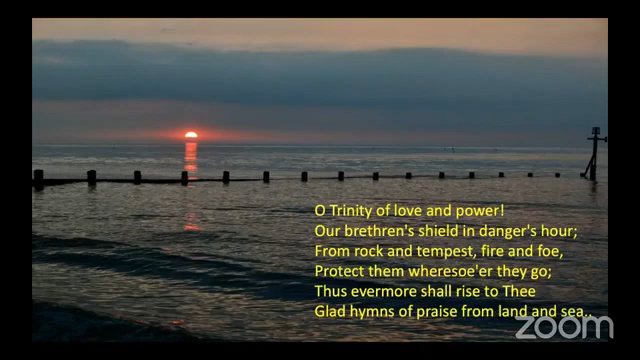 O Trinity of love and power!
Our brethren's shield in danger's hour;
From rock and tempest, fire and foe,
Protect them wheresoe'er they go;
Thus evermore shall rise to Thee
Glad hymns of praise from land and sea..
zoom